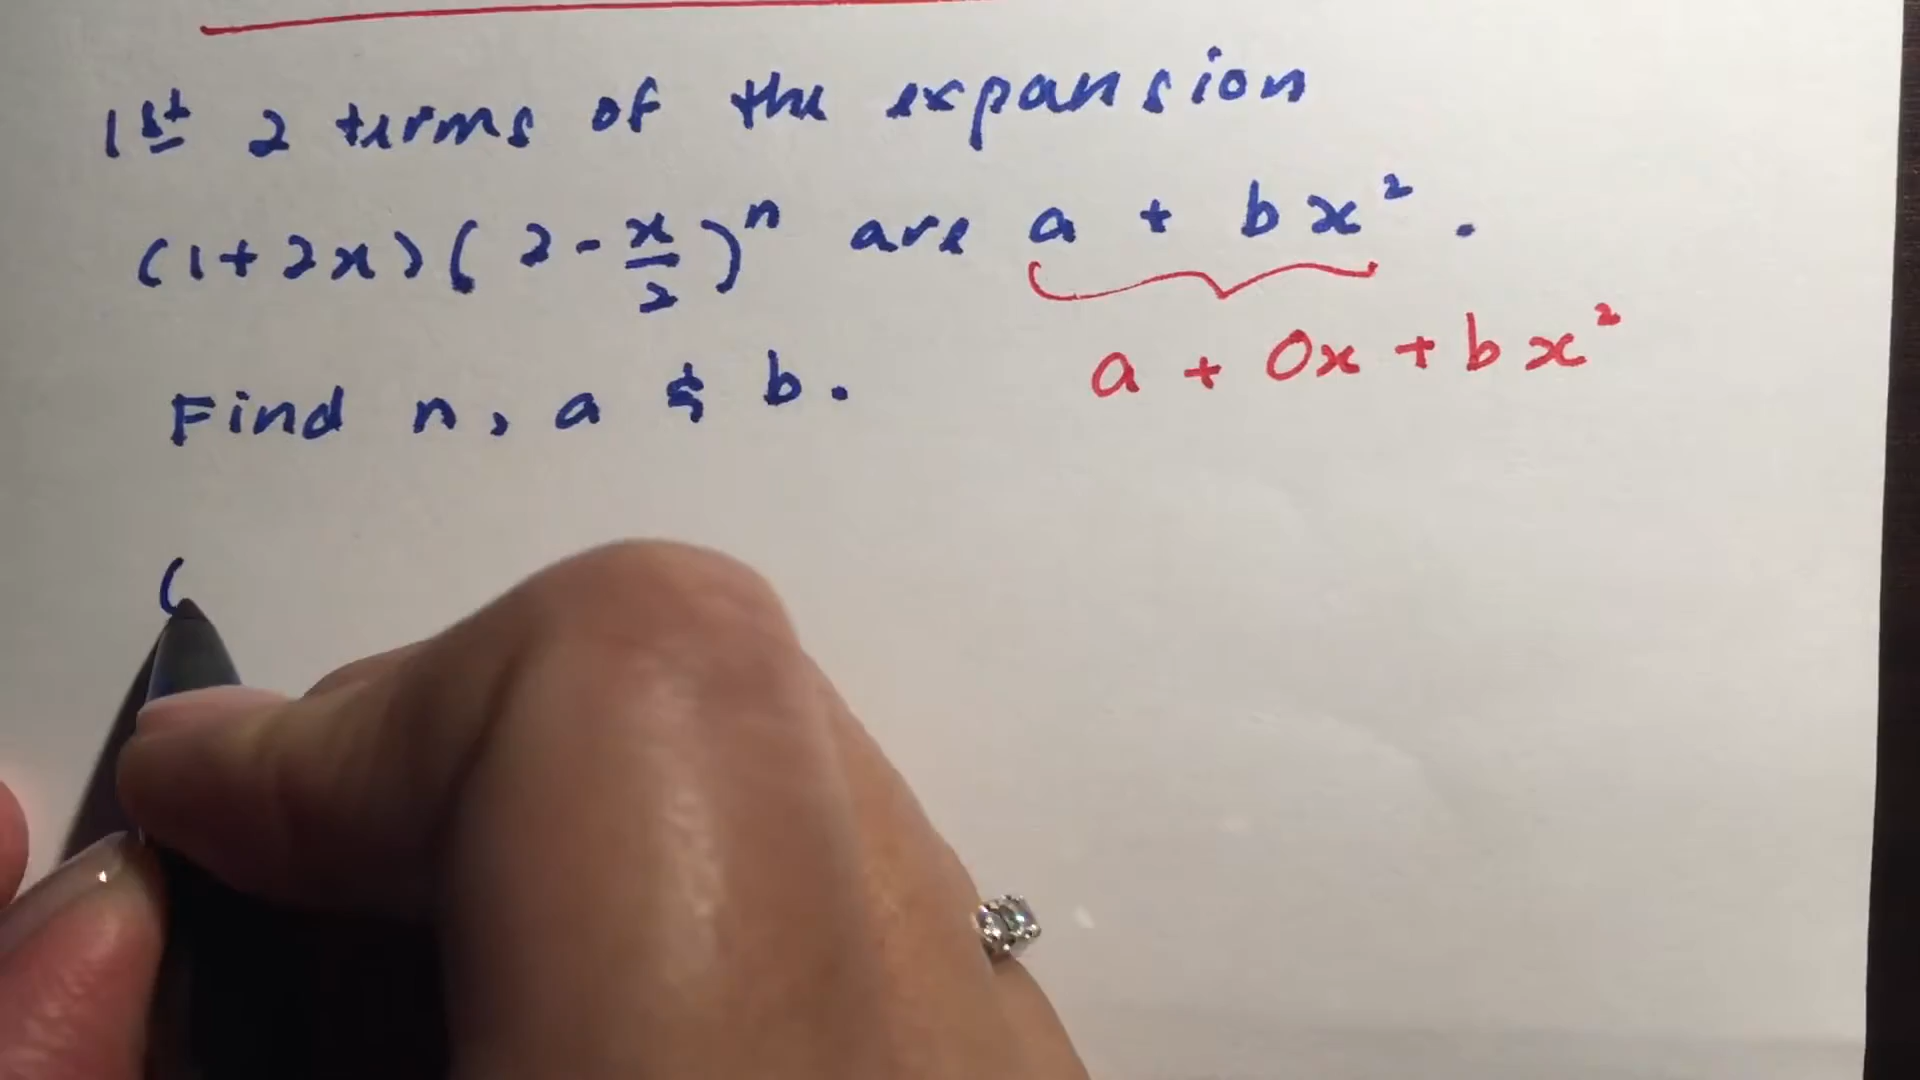 1st 2 terms of the expansion
(1+2x)(2-x/2)^n are a + bx².
a + 0x + bx²
Find n, a & b.
(